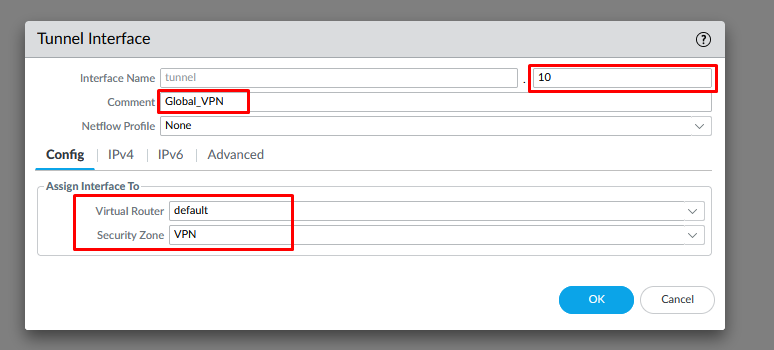 Tunnel Interface ?
Interface Name tunnel . 10
Comment Global_VPN
Netflow Profile None
Config IPv4 IPv6 Advanced
Assign Interface To
Virtual Router default
Security Zone VPN
OK Cancel